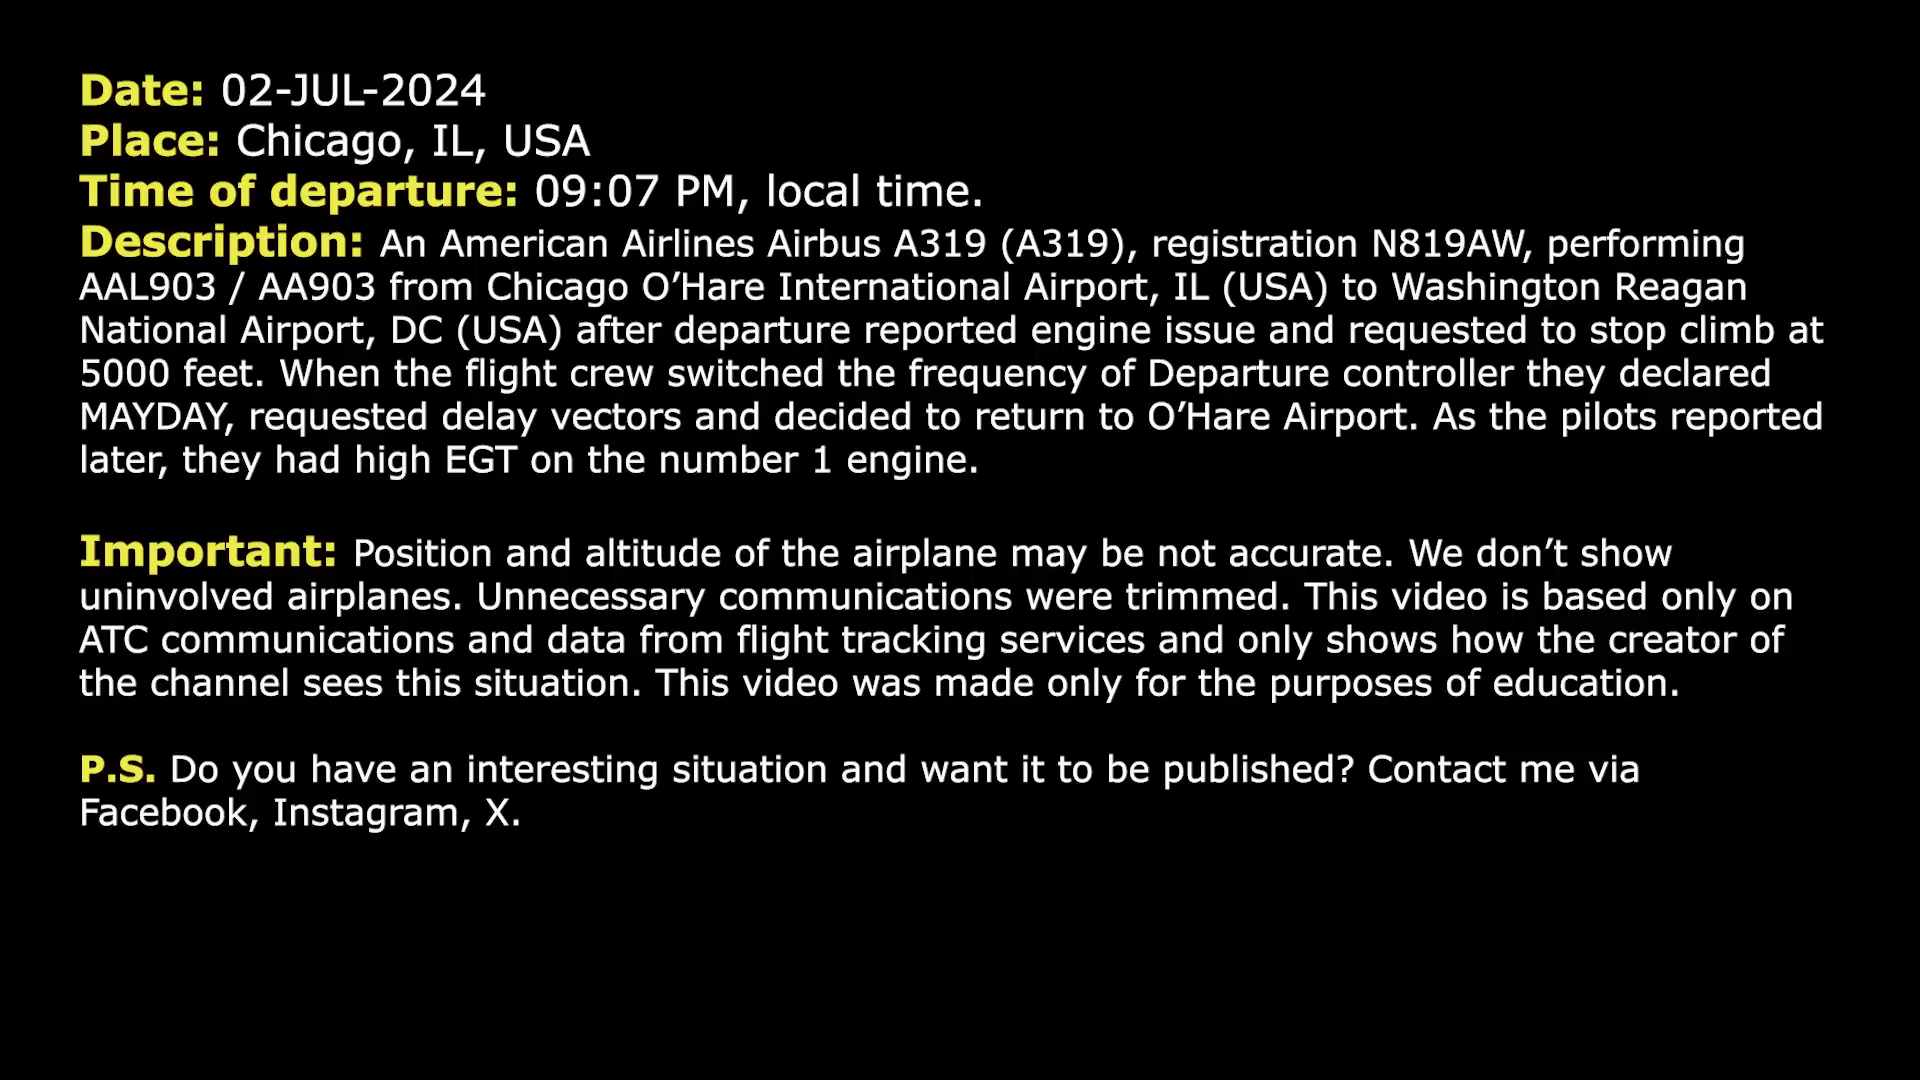 Date: 02-JUL-2024
Place: Chicago, IL, USA
Time of departure: 09:07 PM, local time.
Description: An American Airlines Airbus A319 (A319), registration N819AW, performing
AAL903 / AA903 from Chicago O’Hare International Airport, IL (USA) to Washington Reagan
National Airport, DC (USA) after departure reported engine issue and requested to stop climb at
5000 feet. When the flight crew switched the frequency of Departure controller they declared
MAYDAY, requested delay vectors and decided to return to O’Hare Airport. As the pilots reported
later, they had high EGT on the number 1 engine.
Important: Position and altitude of the airplane may be not accurate. We don’t show
uninvolved airplanes. Unnecessary communications were trimmed. This video is based only on
ATC communications and data from flight tracking services and only shows how the creator of
the channel sees this situation. This video was made only for the purposes of education.
P.S. Do you have an interesting situation and want it to be published? Contact me via
Facebook, Instagram, X.